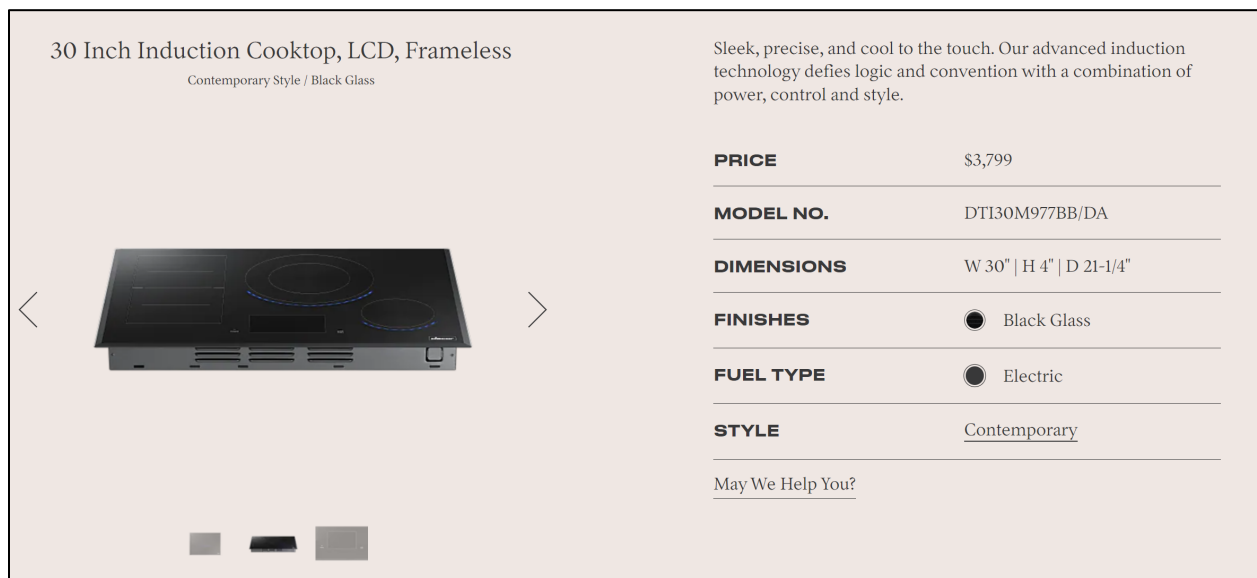 30 Inch Induction Cooktop, LCD, Frameless
Contemporary Style / Black Glass
Sleek, precise, and cool to the touch. Our advanced induction
technology defies logic and convention with a combination of
power, control and style.
PRICE $3,799
MODEL NO. DTI30M977BB/DA
DIMENSIONS W 30" | H 4" | D 21-1/4"
FINISHES Black Glass
FUEL TYPE Electric
STYLE Contemporary
May We Help You?